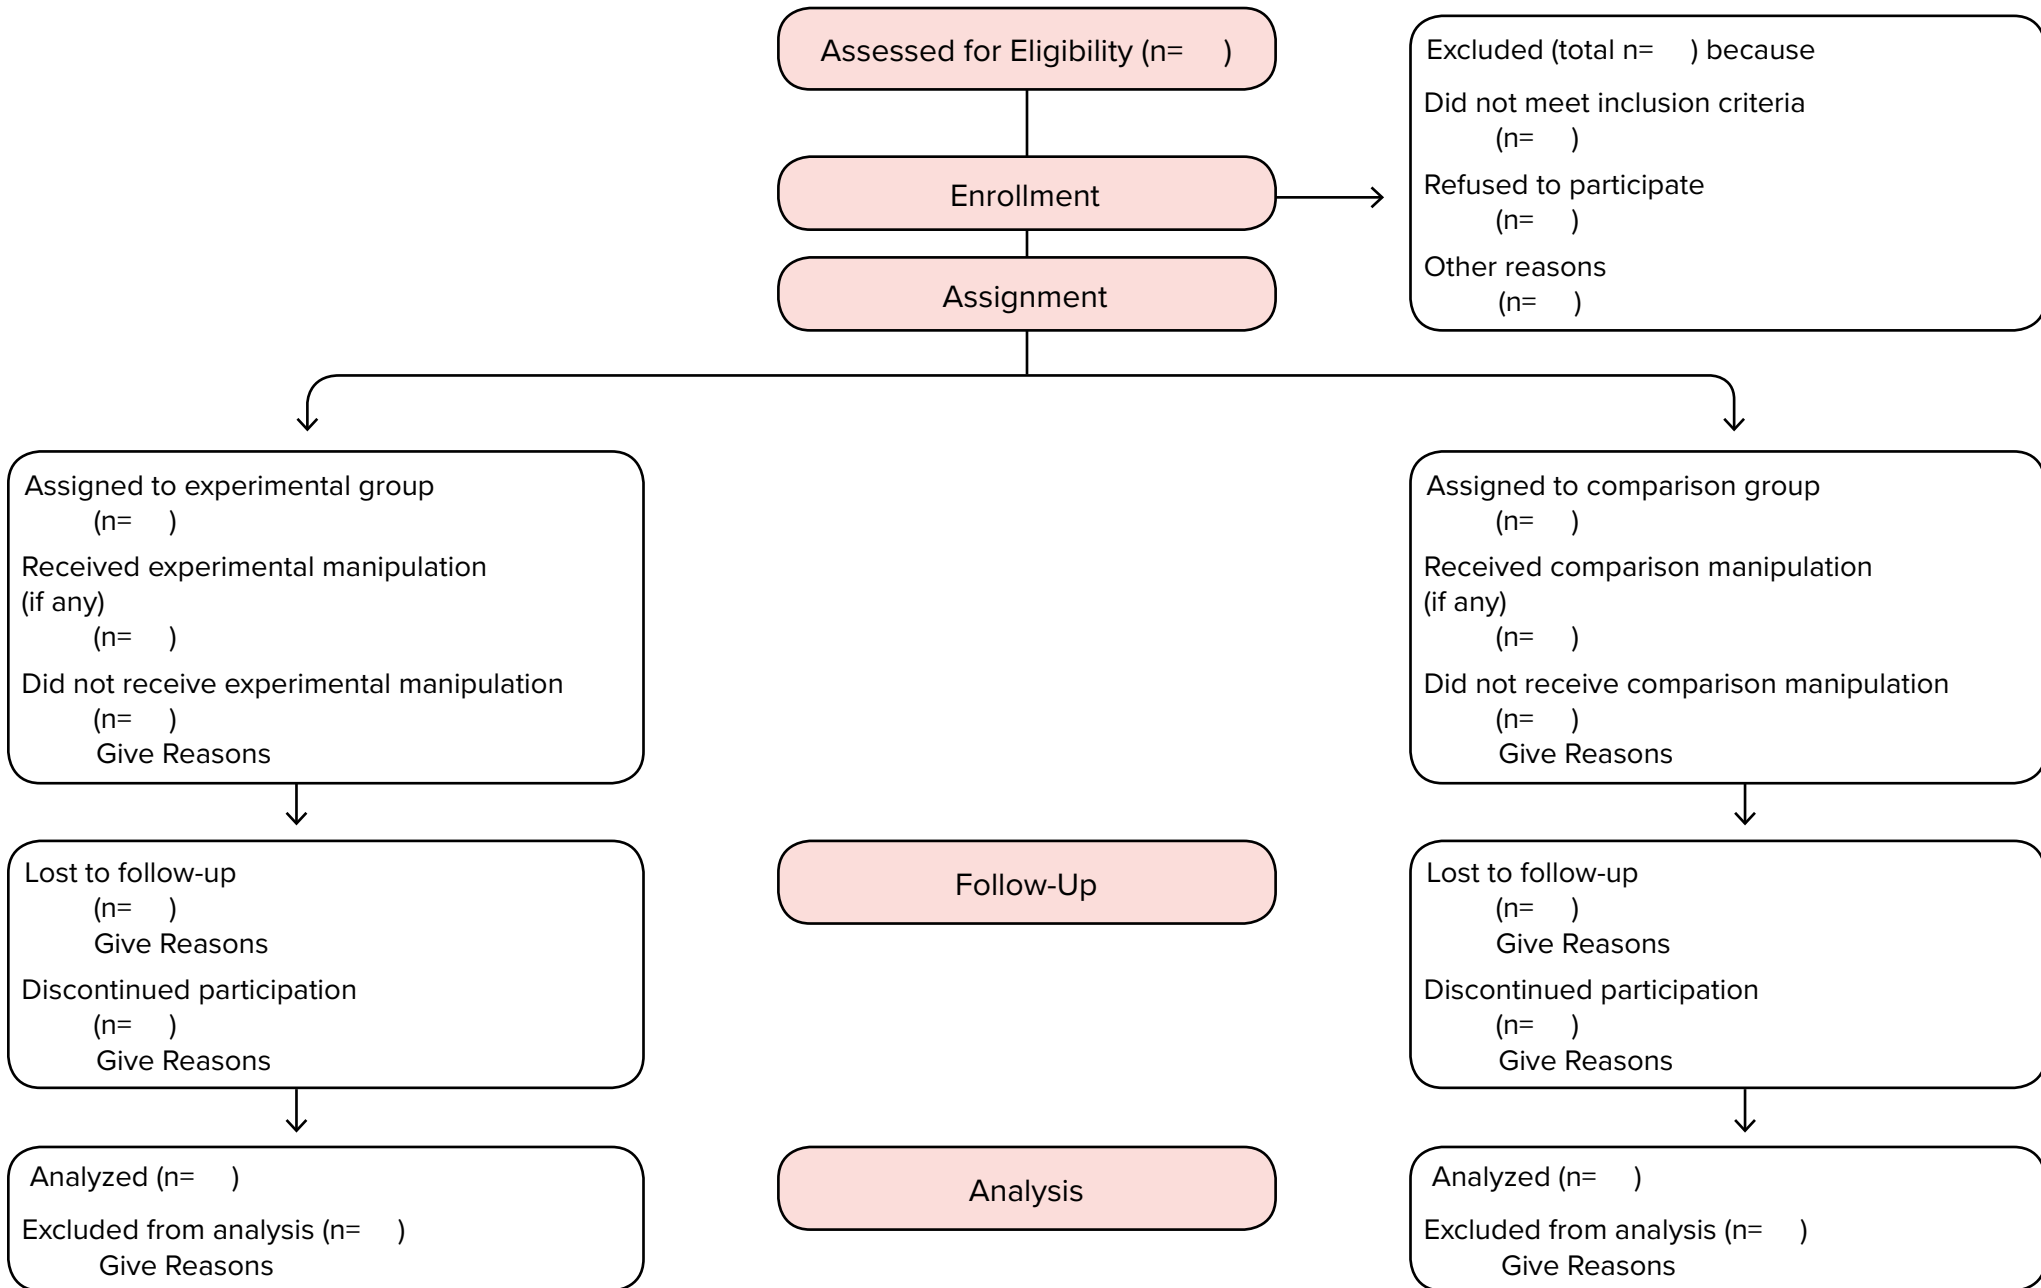 Assessed for Eligibility (n= )
Excluded (total n= ) because
Did not meet inclusion criteria
(n= )
Refused to participate
(n= )
Other reasons
(n= )
Enrollment
Assignment
Assigned to experimental group
(n= )
Received experimental manipulation
(if any)
(n= )
Did not receive experimental manipulation
(n= )
Give Reasons
Assigned to comparison group
(n= )
Received comparison manipulation
(if any)
(n= )
Did not receive comparison manipulation
(n= )
Give Reasons
Lost to follow-up
(n= )
Give Reasons
Discontinued participation
(n= )
Give Reasons
Follow-Up
Lost to follow-up
(n= )
Give Reasons
Discontinued participation
(n= )
Give Reasons
Analyzed (n= )
Excluded from analysis (n= )
Give Reasons
Analysis
Analyzed (n= )
Excluded from analysis (n= )
Give Reasons